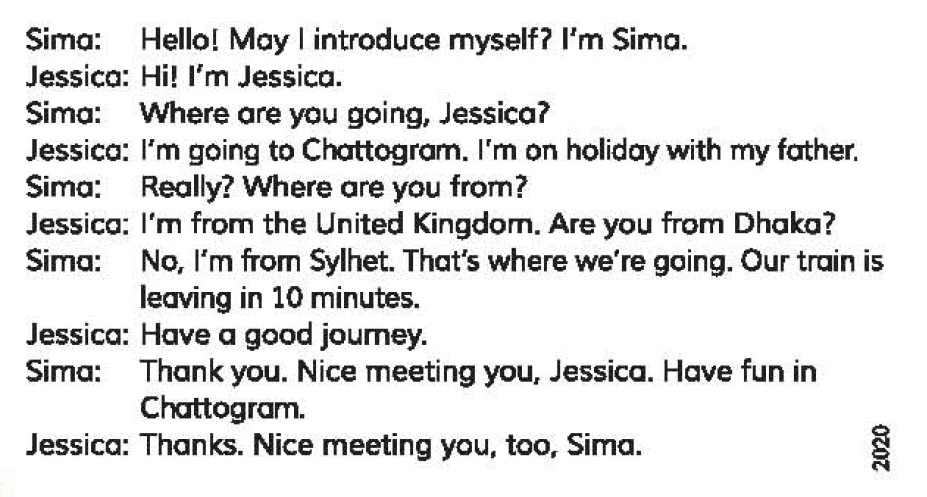 Sima: Hello! May I introduce myself? I'm Sima.
Jessica: Hi! I'm Jessica.
Sima: Where are you going, Jessica?
Jessica: I'm going to Chattogram. I'm on holiday with my father.
Sima: Really? Where are you from?
Jessica: I'm from the United Kingdom. Are you from Dhaka?
Sima: No, I'm from Sylhet. That's where we're going. Our train is
leaving in 10 minutes.
Jessica: Have a good journey.
Sima: Thank you. Nice meeting you, Jessica. Have fun in
Chattogram.
Jessica: Thanks. Nice meeting you, too, Sima.
2020